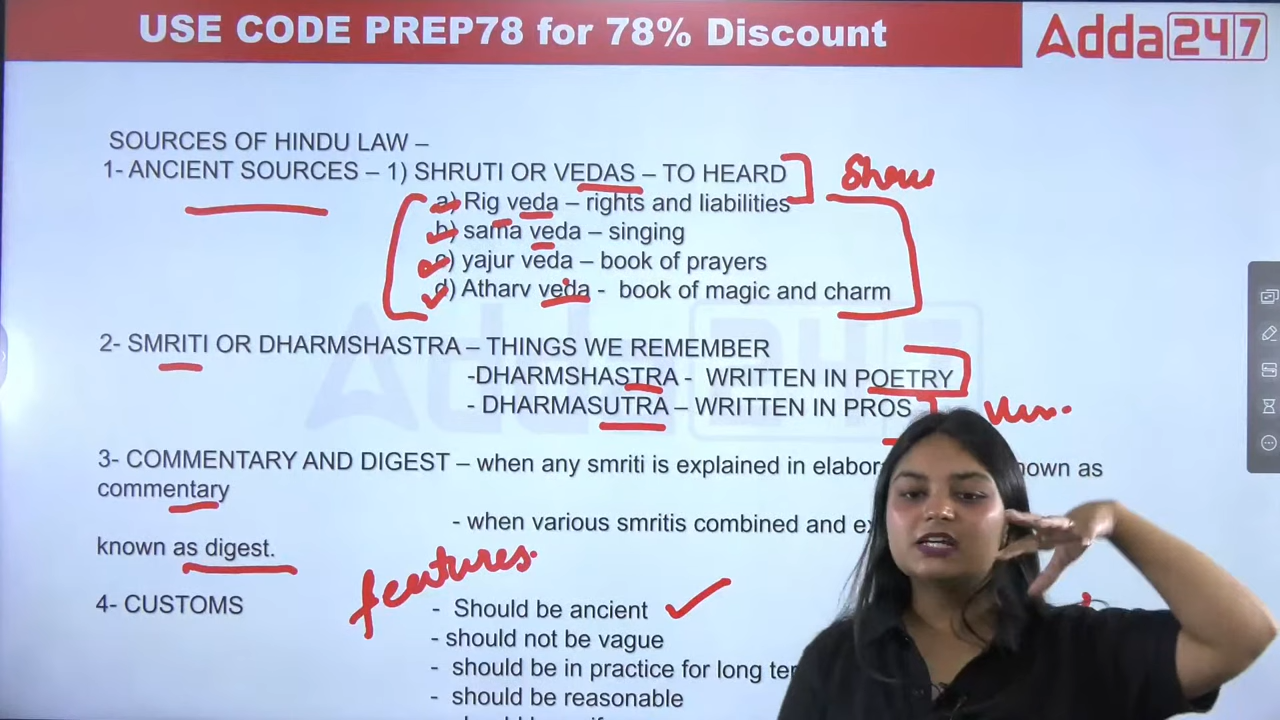 USE CODE PREP78 for 78% Discount
Adda247
SOURCES OF HINDU LAW –
1- ANCIENT SOURCES – 1) SHRUTI OR VEDAS – TO HEARD
a) Rig veda – rights and liabilities
b) sama veda – singing
c) yajur veda – book of prayers
d) Atharv veda - book of magic and charm
2- SMRITI OR DHARMSHASTRA – THINGS WE REMEMBER
-DHARMSHASTRA - WRITTEN IN POETRY
- DHARMASUTRA – WRITTEN IN PROS
3- COMMENTARY AND DIGEST – when any smriti is explained in as
commentary
- when various smritis combined and
known as digest.
features
4- CUSTOMS
- Should be ancient
- should not be vague
- should be in practice for long
- should be reasonable